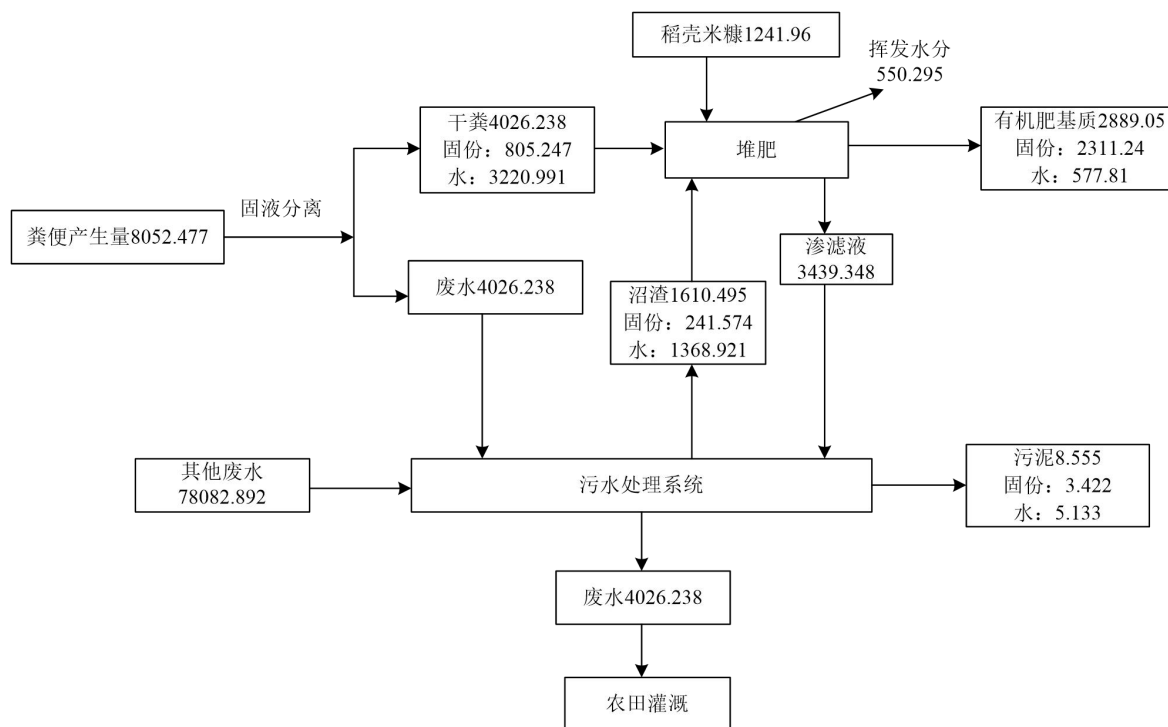 稻壳米糠1241.96
挥发水分
550.295
干粪4026.238
固份：805.247
水：3220.991
堆肥
有机肥基质2889.05
固份：2311.24
水：577.81
固液分离
粪便产生量8052.477
渗滤液
3439.348
废水4026.238
沼渣1610.495
固份：241.574
水：1368.921
其他废水
78082.892
污水处理系统
污泥8.555
固份：3.422
水：5.133
废水4026.238
农田灌溉